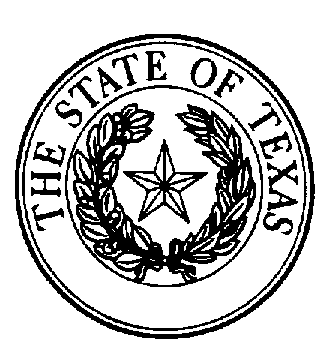 THE STATE OF TEXAS